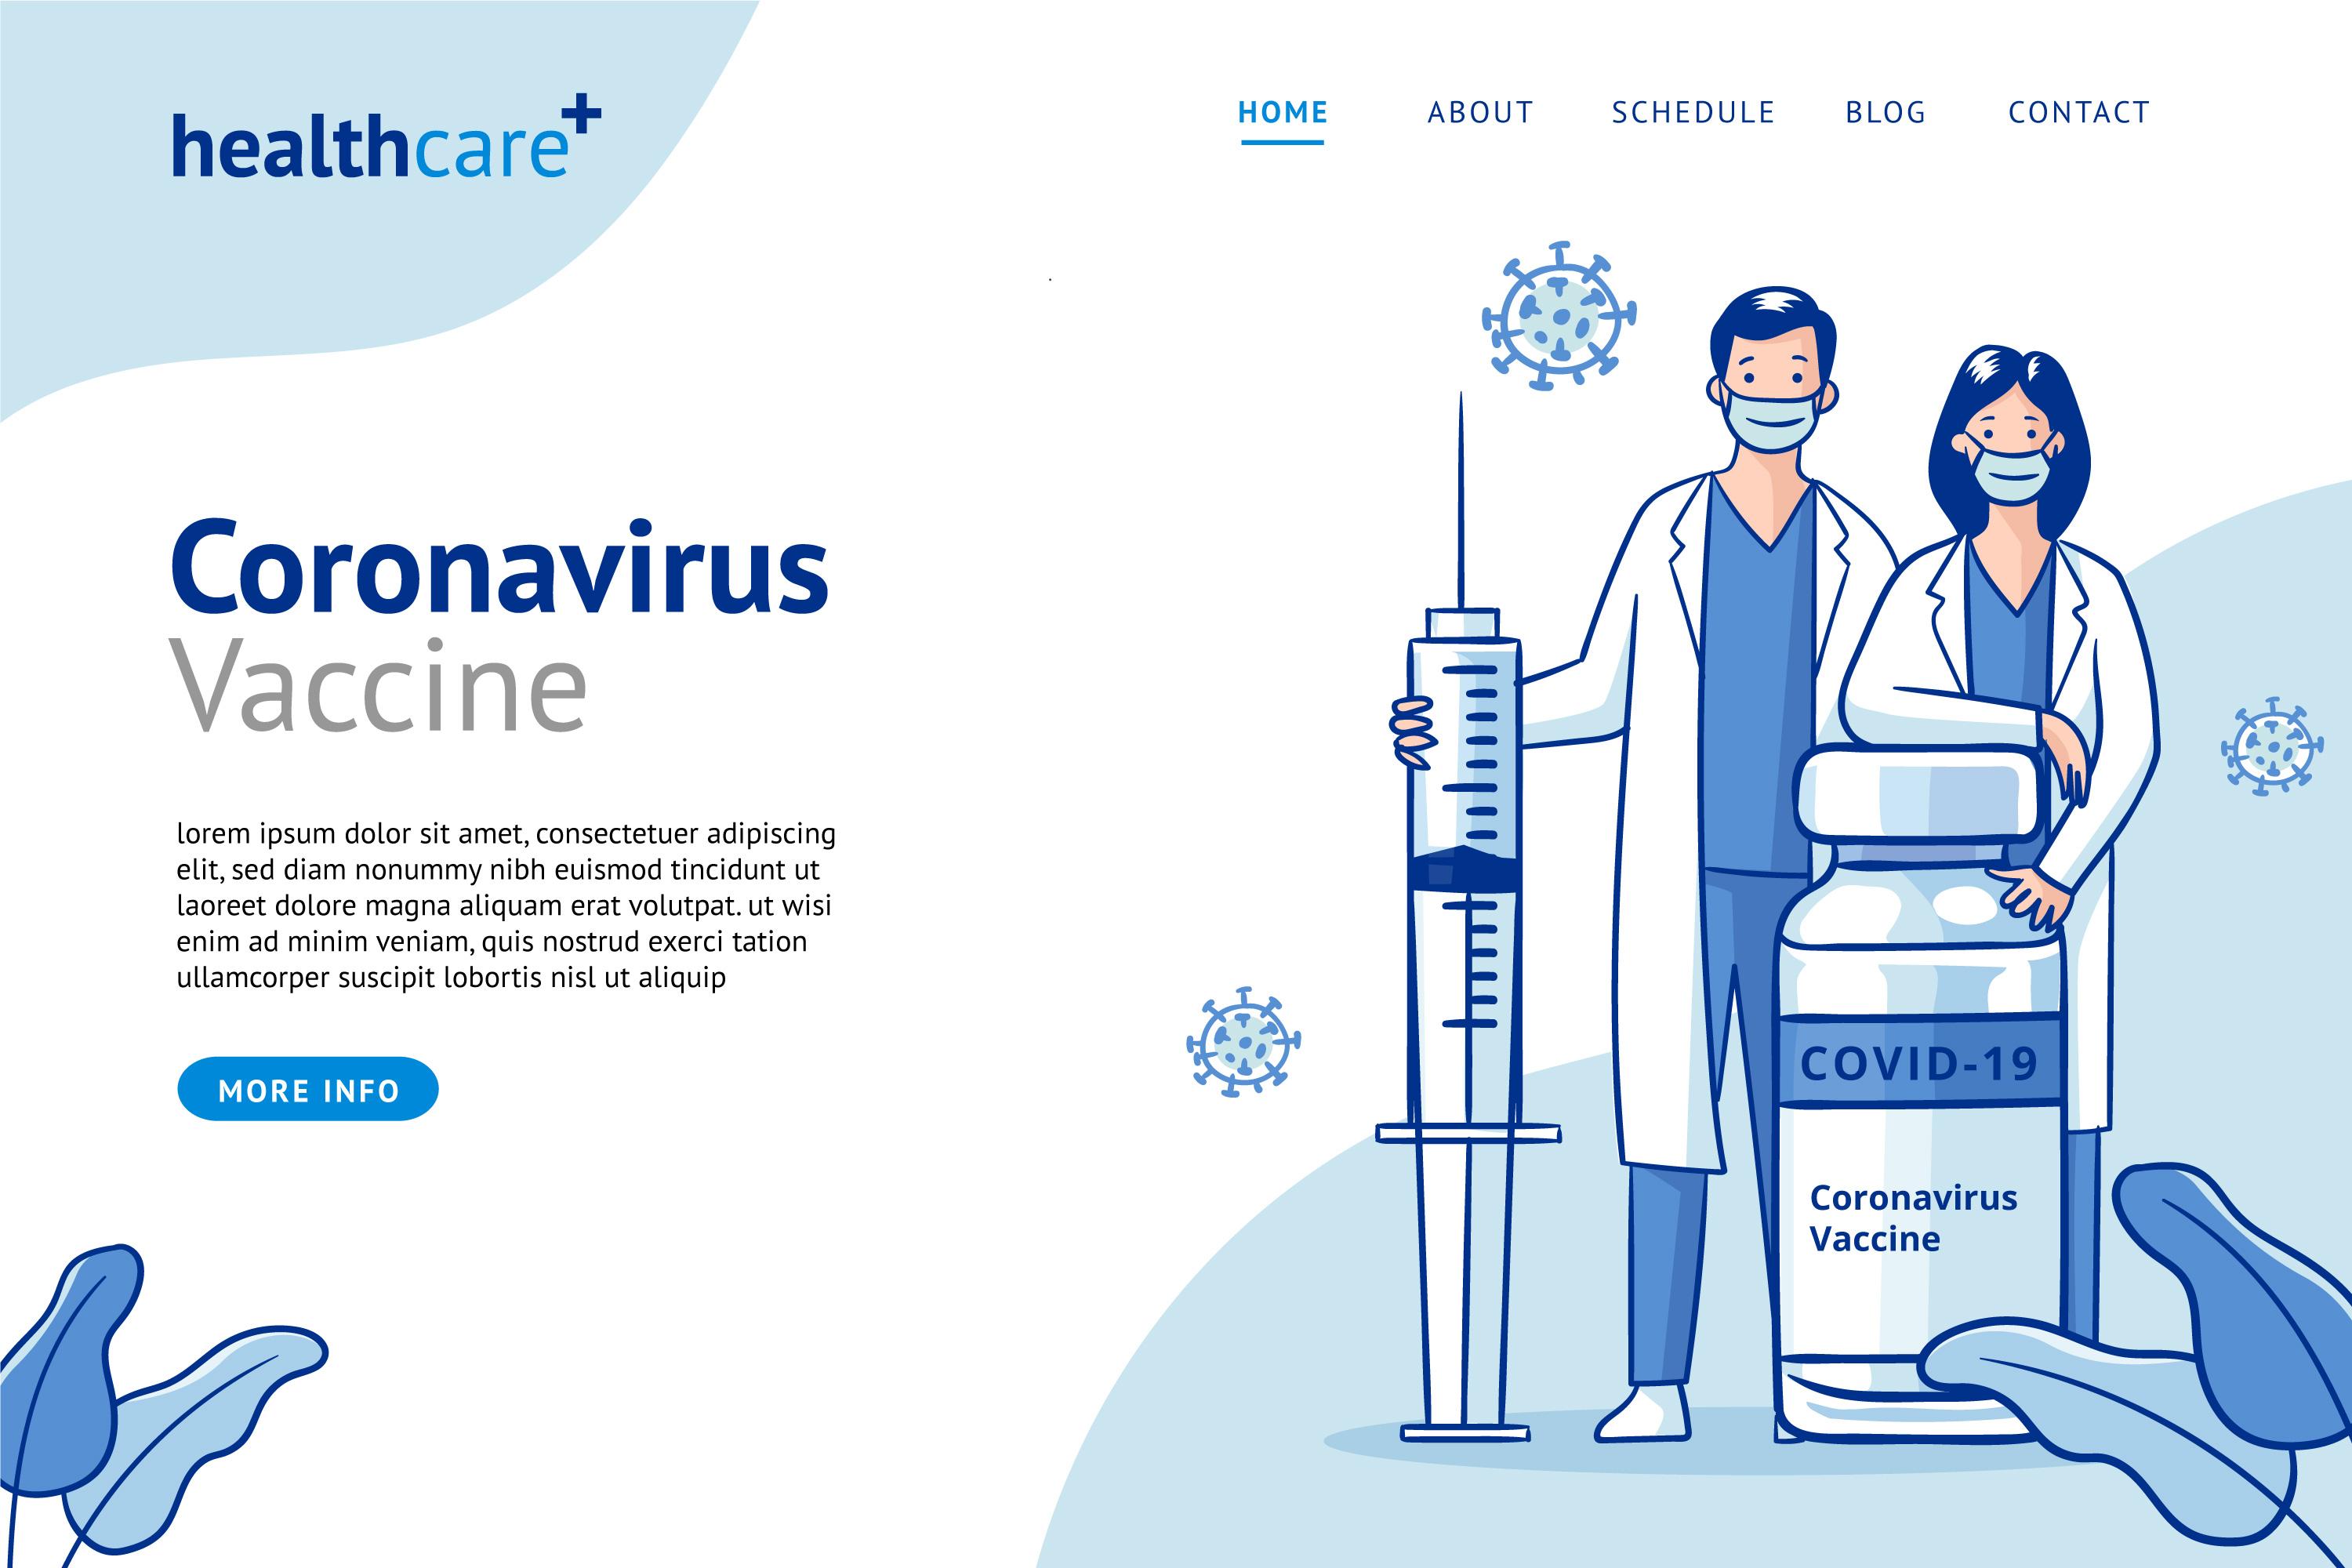 healthcare+
HOME ABOUT SCHEDULE BLOG CONTACT
Coronavirus
Vaccine
lorem ipsum dolor sit amet, consectetuer adipiscing
elit, sed diam nonummy nibh euismod tincidunt ut
laoreet dolore magna aliquam erat volutpat. ut wisi
enim ad minim veniam, quis nostrud exerci tation
ullamcorper suscipit lobortis nisl ut aliquip
MORE INFO
COVID-19
Coronavirus
Vaccine